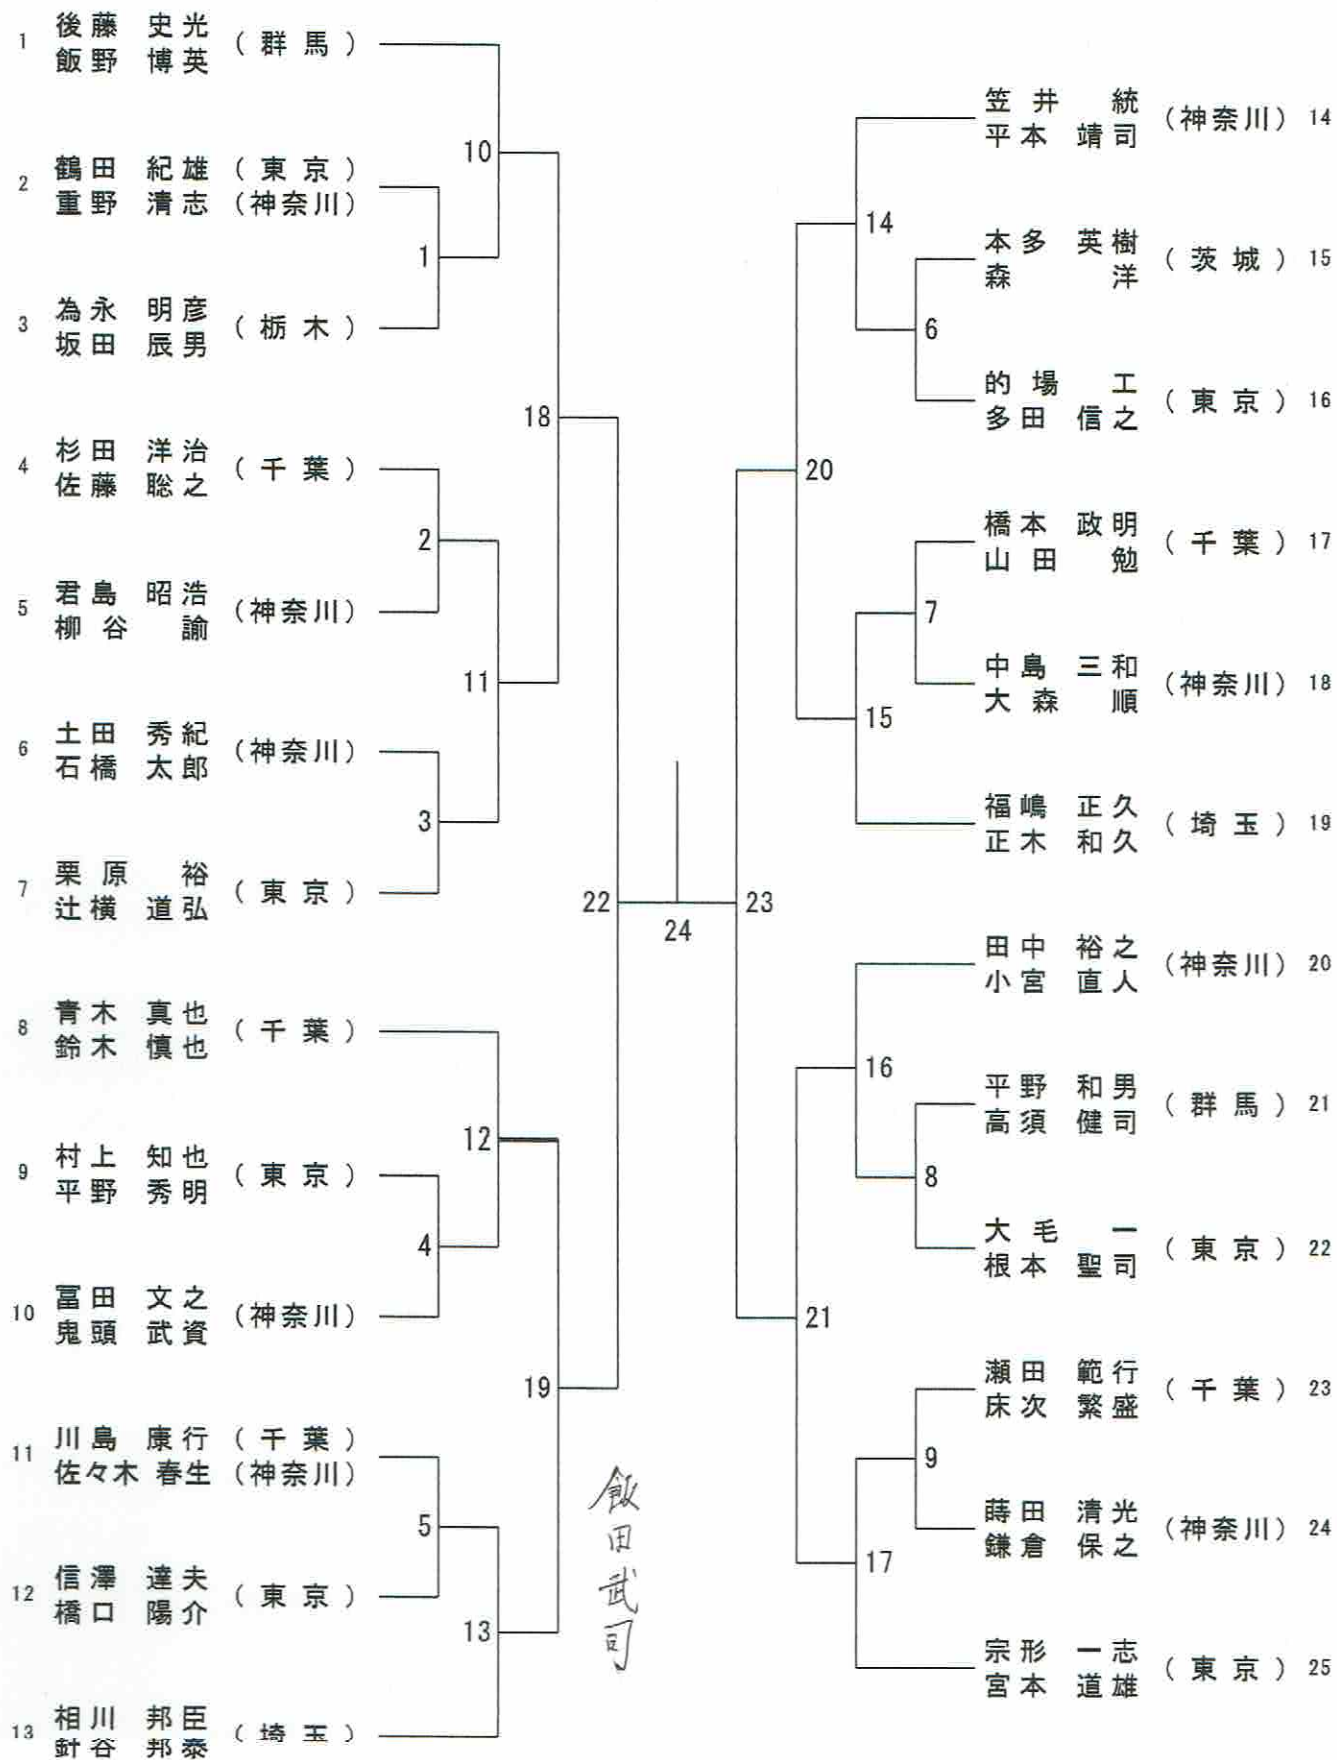 1 後藤 史光 (群馬)
飯野 博英
2 鶴田 紀雄 (東京)
重野 清志 (神奈川)
3 為永 明彦 (栃木)
坂田 辰男
4 杉田 洋治 (千葉)
佐藤 聡之
5 君島 昭浩 (神奈川)
柳谷 諭
6 土田 秀紀 (神奈川)
石橋 太郎
7 栗原 裕 (東京)
辻横 道弘
8 青木 真也 (千葉)
鈴木 慎也
9 村上 知也 (東京)
平野 秀明
10 冨田 文之 (神奈川)
鬼頭 武資
11 川島 康行 (千葉)
佐々木 春生 (神奈川)
12 信澤 達夫 (東京)
橋口 陽介
13 相川 邦臣 (埼玉)
針谷 邦泰
10
1
18
2
11
3
22
12
4
19
5
13
24
飯田武司
23
14
6
20
7
15
16
8
21
9
17
笠井 統 (神奈川) 14
平本 靖司
本多 英樹 (茨城) 15
森 洋
的場 工 (東京) 16
多田 信之
橋本 政明 (千葉) 17
山田 勉
中島 三和 (神奈川) 18
大森 順
福嶋 正久 (埼玉) 19
正木 和久
田中 裕之 (神奈川) 20
小宮 直人
平野 和男 (群馬) 21
高須 健司
大毛 一 (東京) 22
根本 聖司
瀬田 範行 (千葉) 23
床次 繁盛
蒔田 清光 (神奈川) 24
鎌倉 保之
宗形 一志 (東京) 25
宮本 道雄